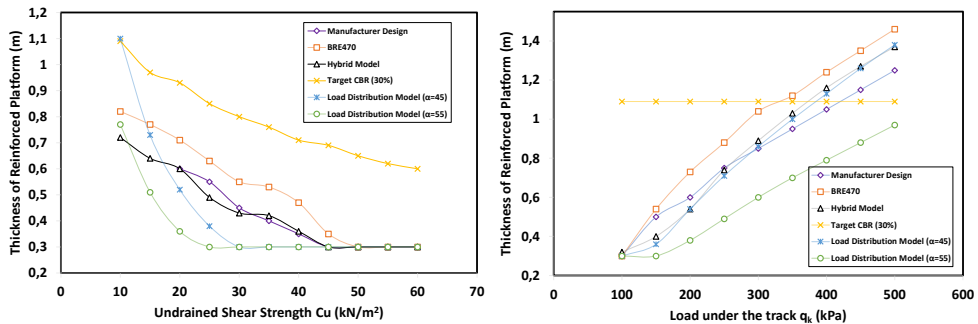 Thickness of Reinforced Platform (m)
1,2
1,1
1
0,9
0,8
0,7
0,6
0,5
0,4
0,3
0,2
0
10
20
30
40
50
60
70
Undrained Shear Strength Cu (kN/m²)
Manufacturer Design
BRE470
Hybrid Model
Target CBR (30%)
Load Distribution Model (α=45)
Load Distribution Model (α=55)
Thickness of Reinforced Platform (m)
1,4
1,2
1
0,8
0,6
0,4
0,2
0
100
200
300
400
500
600
Load under the track qk (kPa)
Manufacturer Design
BRE470
Hybrid Model
Target CBR (30%)
Load Distribution Model (α=45)
Load Distribution Model (α=55)